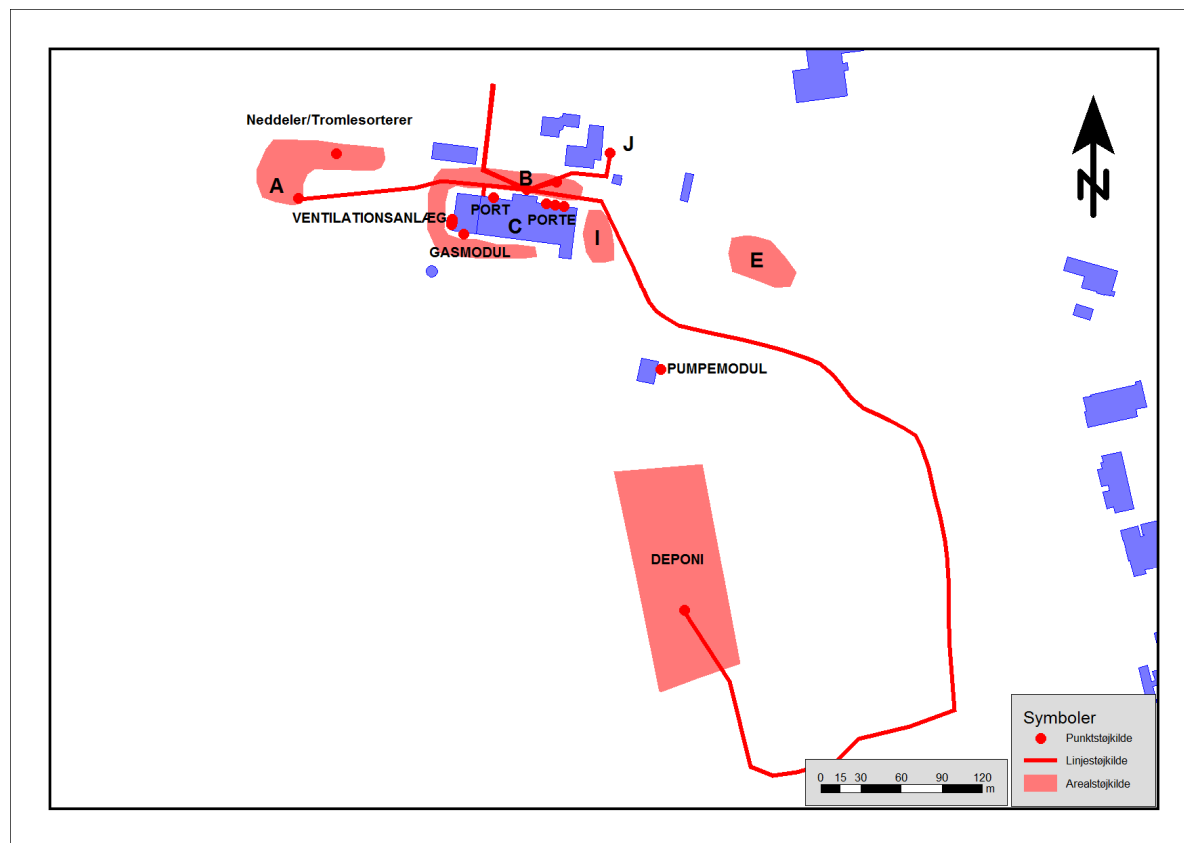 Neddeler/Tromlesorterer
J
A
B
N
PORT
PORTE
VENTILATIONSANLÆG
C
I
GASMODUL
E
PUMPEMODUL
DEPONI
Symboler
Punktstøjkilde
Linjestøjkilde
Arealstøjkilde
0 15 30 60 90 120
m